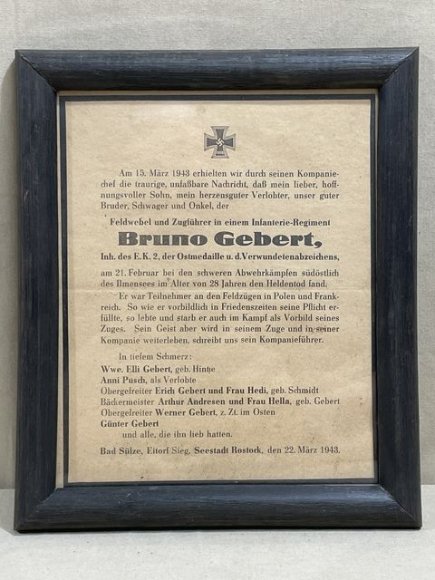 Am 15. März 1943 erhielten wir durch seinen Kompanie-
chef die traurige, unfaßbare Nachricht, daß mein lieber, hoff-
nungsvoller Sohn, mein herzensguter Verlobter, unser guter
Bruder, Schwager und Onkel, der
Feldwebel und Zugführer in einem Infanterie-Regiment
Bruno Gebert,
Inh. des E.K. 2, der Ostmedaille u. d. Verwundetenabzeichens,
am 21. Februar bei den schweren Abwehrkämpfen südöstlich
des Ilmensees im Alter von 28 Jahren den Heldentod fand.
Er war Teilnehmer an den Feldzügen in Polen und Frank-
reich. So wie er vorbildlich in Friedenszeiten seine Pflicht er-
füllte, so lebte und starb er auch im Kampf als Vorbild seines
Zuges. Sein Geist aber wird in seinem Zuge und in seiner
Kompanie weiterleben, schreibt uns sein Kompanieführer.
In tiefem Schmerz:
Wwe. Elli Gebert, geb. Hintze
Anni Pusch, als Verlobte
Obergefreiter Erich Gebert und Frau Hedi, geb. Schmidt
Bäckermeister Arthur Andresen und Frau Hella, geb. Gebert
Obergefreiter Werner Gebert, z. Zt. im Osten
Günter Gebert
und alle, die ihn lieb hatten.
Bad Sülze, Eitorf Sieg, Seestadt Rostock, den 22. März 1943.